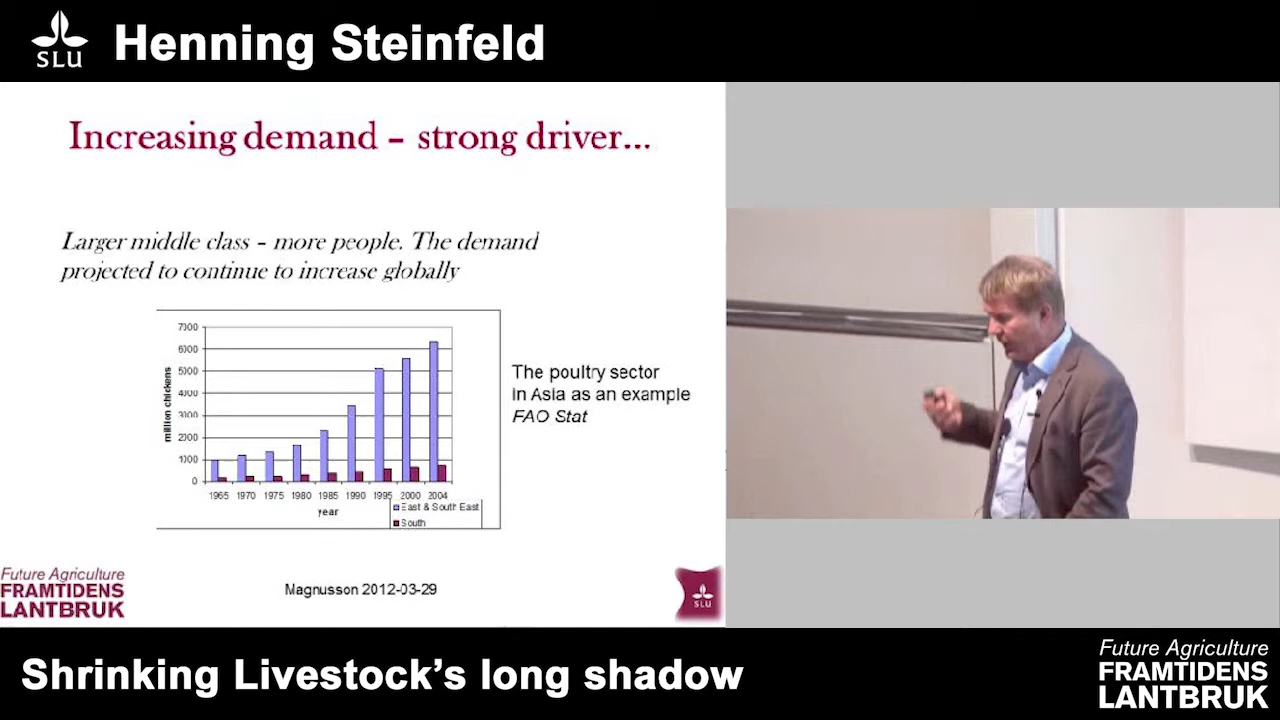 SLU
Henning Steinfeld
Increasing demand – strong driver...
Larger middle class – more people. The demand
projected to continue to increase globally
7000
6000
5000
4000
3000
2000
1000
0
million chickens
1965 1970 1975 1980 1985 1990 1995 2000 2004
year
East & South East
South
The poultry sector
in Asia as an example
FAO Stat
Future Agriculture
FRAMTIDENS
LANTBRUK
Magnusson 2012-03-29
SLU
Shrinking Livestock's long shadow
Future Agriculture
FRAMTIDENS
LANTBRUK